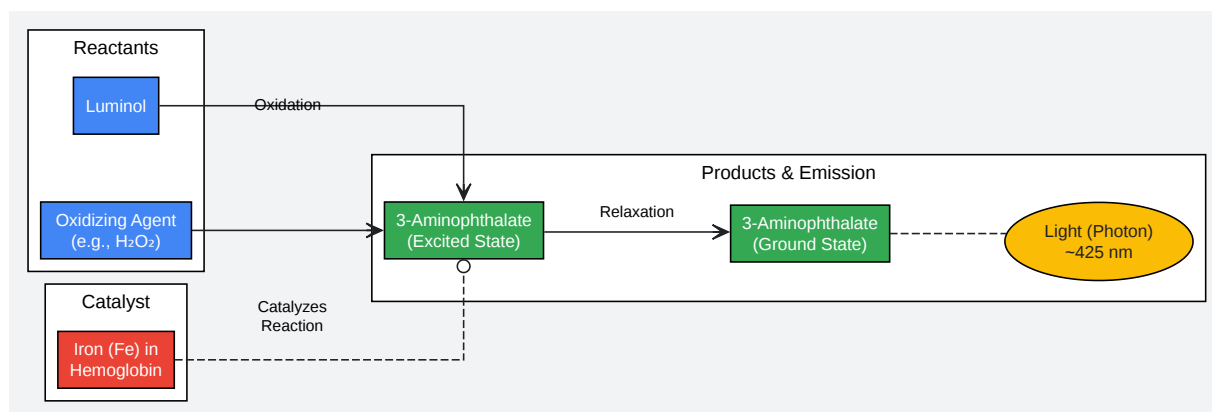 Reactants
Luminol
Oxidation
Oxidizing Agent
(e.g., H₂O₂)
Products & Emission
3-Aminophthalate
(Excited State)
Relaxation
3-Aminophthalate
(Ground State)
Light (Photon)
~425 nm
Catalyst
Iron (Fe) in
Hemoglobin
Catalyzes
Reaction